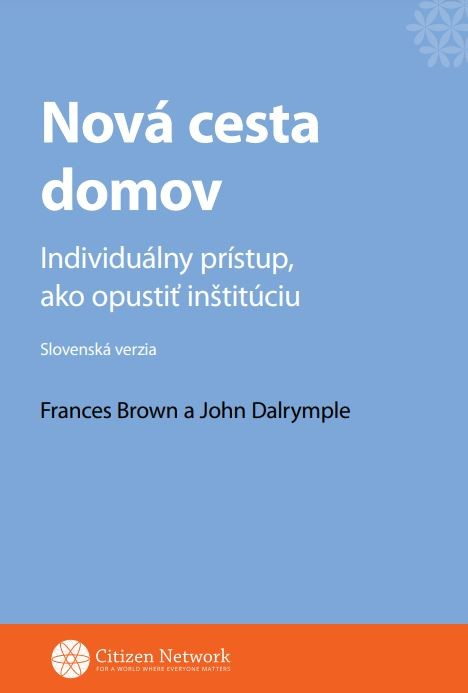 Nová cesta
domov
Individuálny prístup,
ako opustiť inštitúciu
Slovenská verzia
Frances Brown a John Dalrymple
Citizen Network
FOR A WORLD WHERE EVERYONE MATTERS